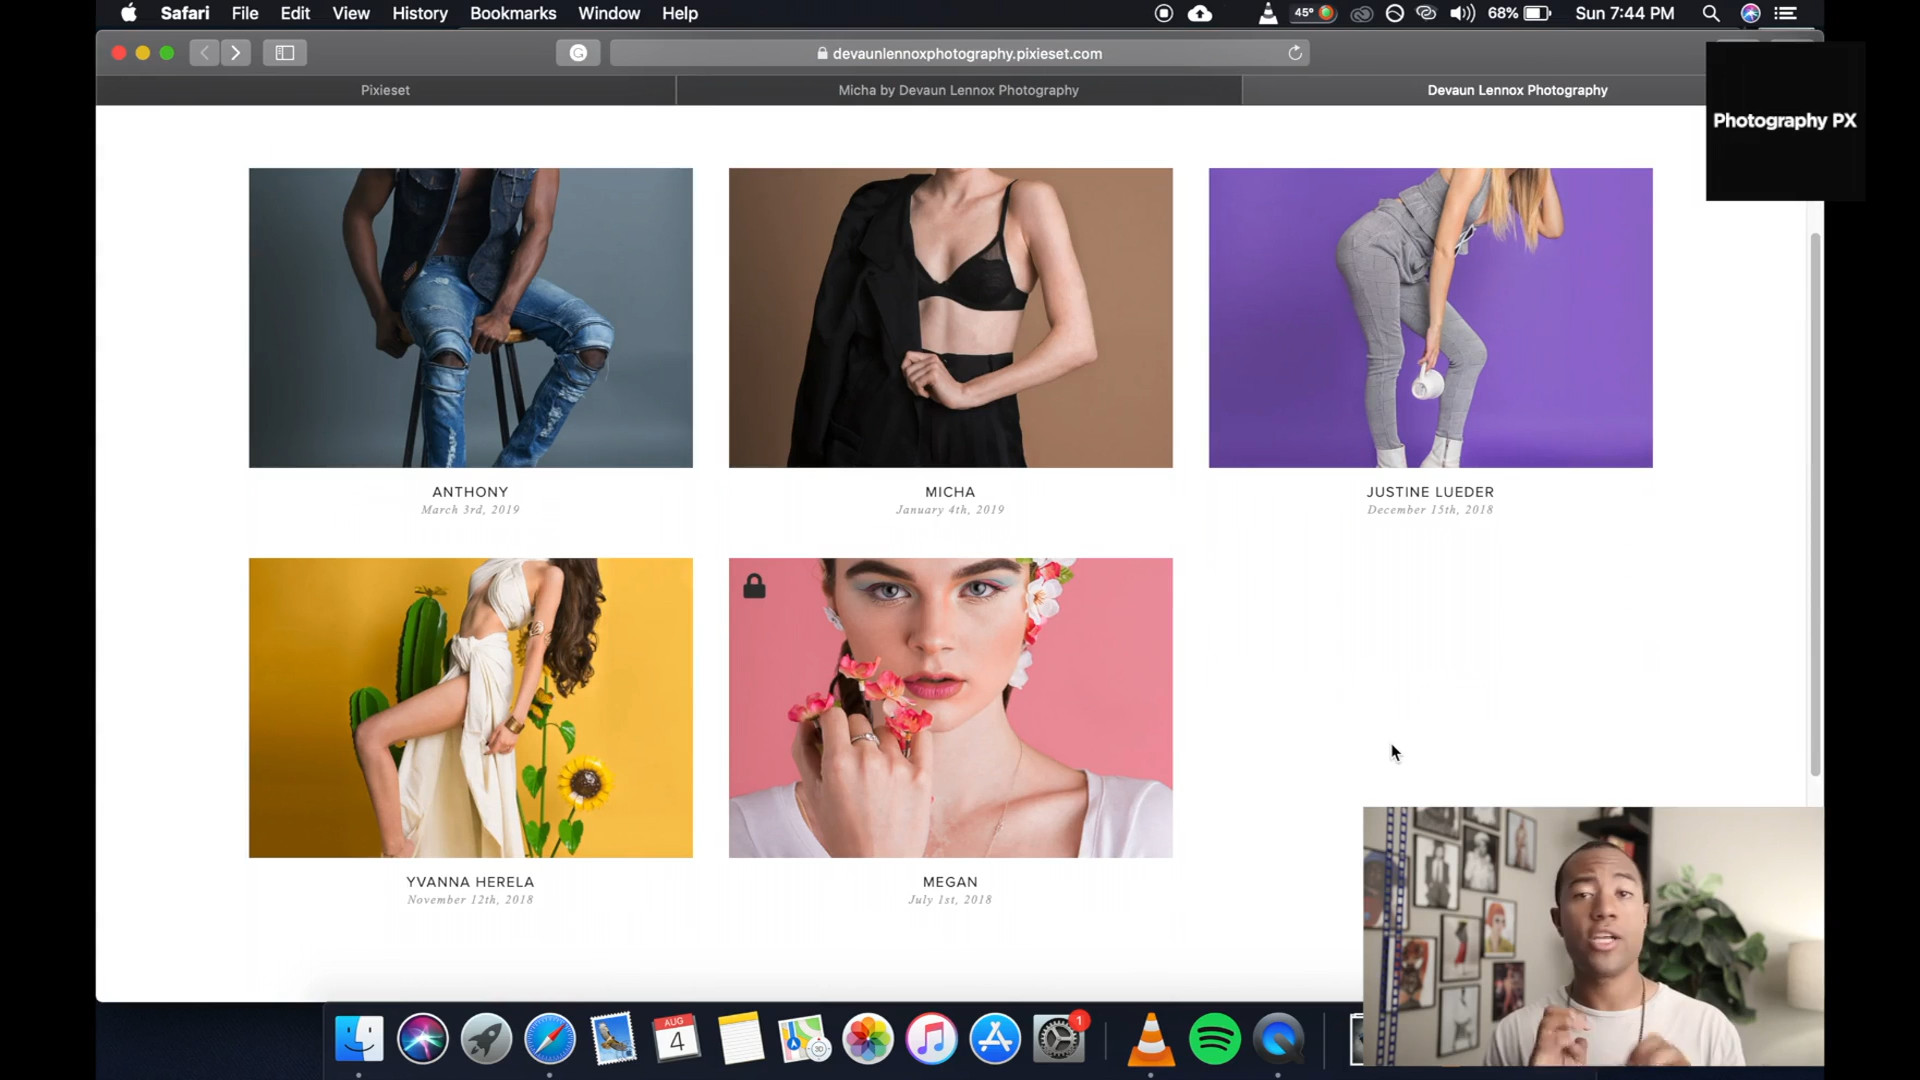 Safari File Edit View History Bookmarks Window Help 45° 68% Sun 7:44 PM
devaunlennoxphotography.pixieset.com
Pixieset Micha by Devaun Lennox Photography Devaun Lennox Photography
Photography PX
ANTHONY
March 3rd, 2019
MICHA
January 4th, 2019
JUSTINE LUEDER
December 15th, 2018
YVANNA HERELA
November 12th, 2018
MEGAN
July 1st, 2018
AUG
4
3D
1